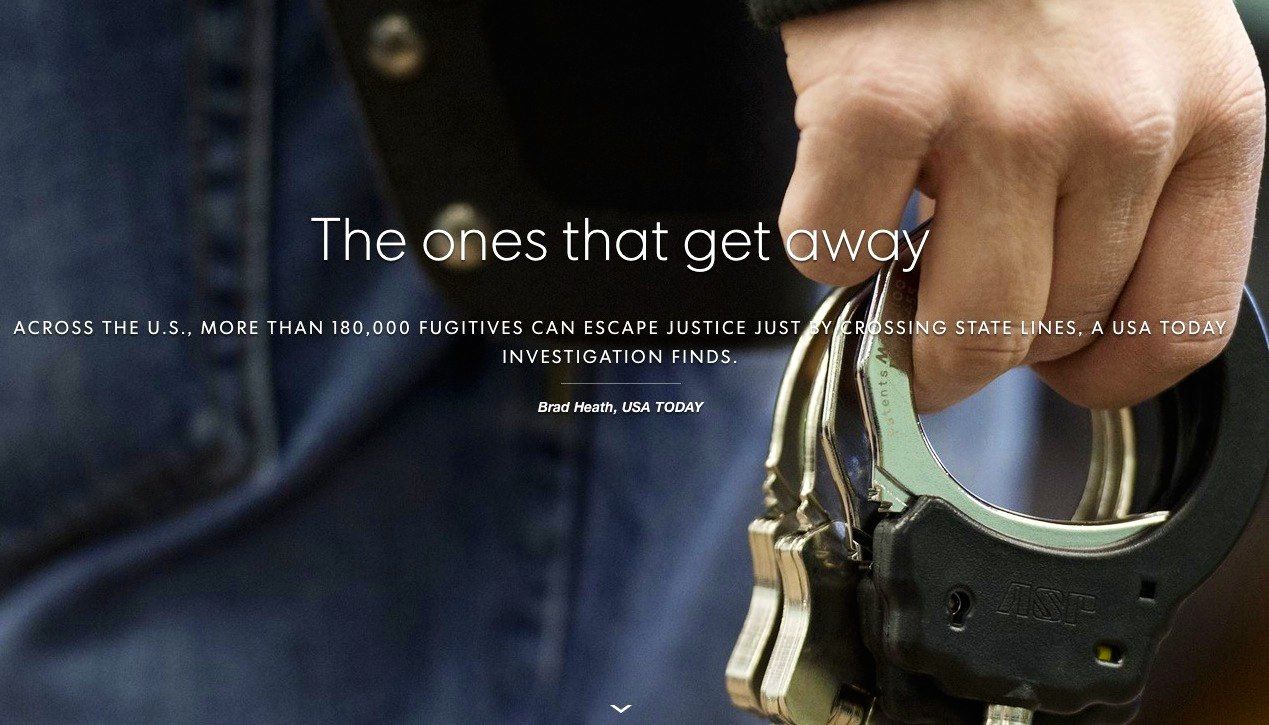 The ones that get away
ACROSS THE U.S., MORE THAN 180,000 FUGITIVES CAN ESCAPE JUSTICE JUST BY CROSSING STATE LINES, A USA TODAY
INVESTIGATION FINDS.
Brad Heath, USA TODAY
patents
ASP